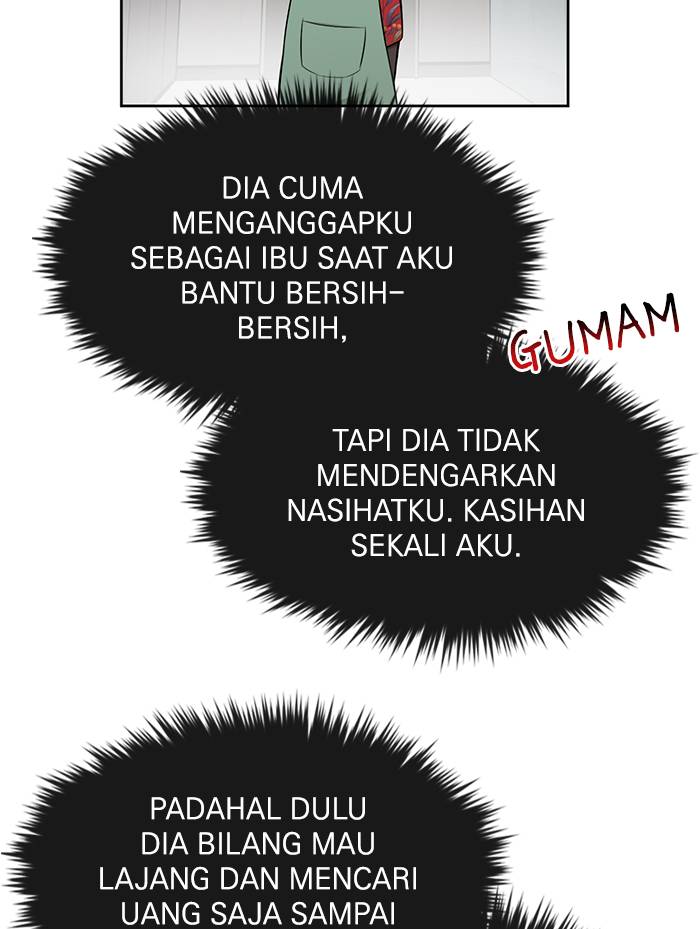 DIA CUMA
MENGANGGAPKU
SEBAGAI IBU SAAT AKU
BANTU BERSIH-
BERSIH,
GUMAM
TAPI DIA TIDAK
MENDENGARKAN
NASIHATKU. KASIHAN
SEKALI AKU.
PADAHAL DULU
DIA BILANG MAU
LAJANG DAN MENCARI
UANG SAJA SAMPAI